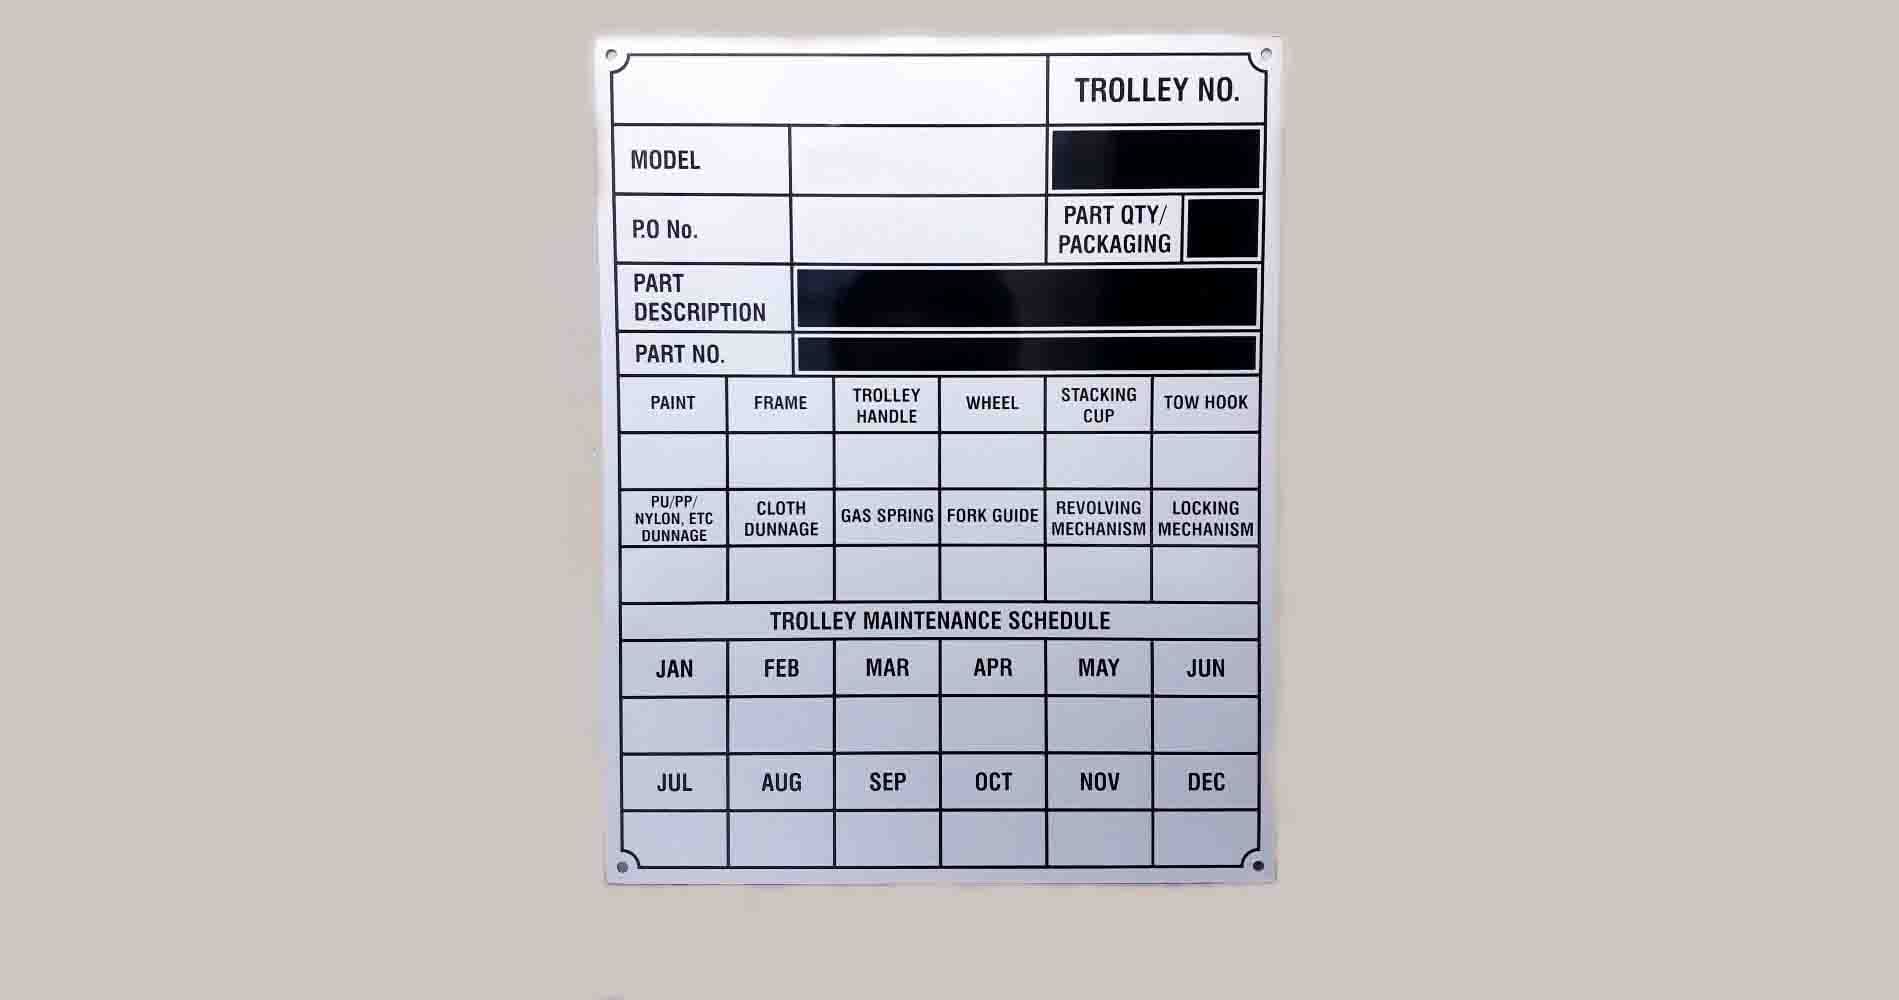 TROLLEY NO.
MODEL
P.O No.
PART QTY/
PACKAGING
PART
DESCRIPTION
PART NO.
PAINT
FRAME
TROLLEY
HANDLE
WHEEL
STACKING
CUP
TOW HOOK
PU/PP/
NYLON, ETC
DUNNAGE
CLOTH
DUNNAGE
GAS SPRING
FORK GUIDE
REVOLVING
MECHANISM
LOCKING
MECHANISM
TROLLEY MAINTENANCE SCHEDULE
JAN
FEB
MAR
APR
MAY
JUN
JUL
AUG
SEP
OCT
NOV
DEC